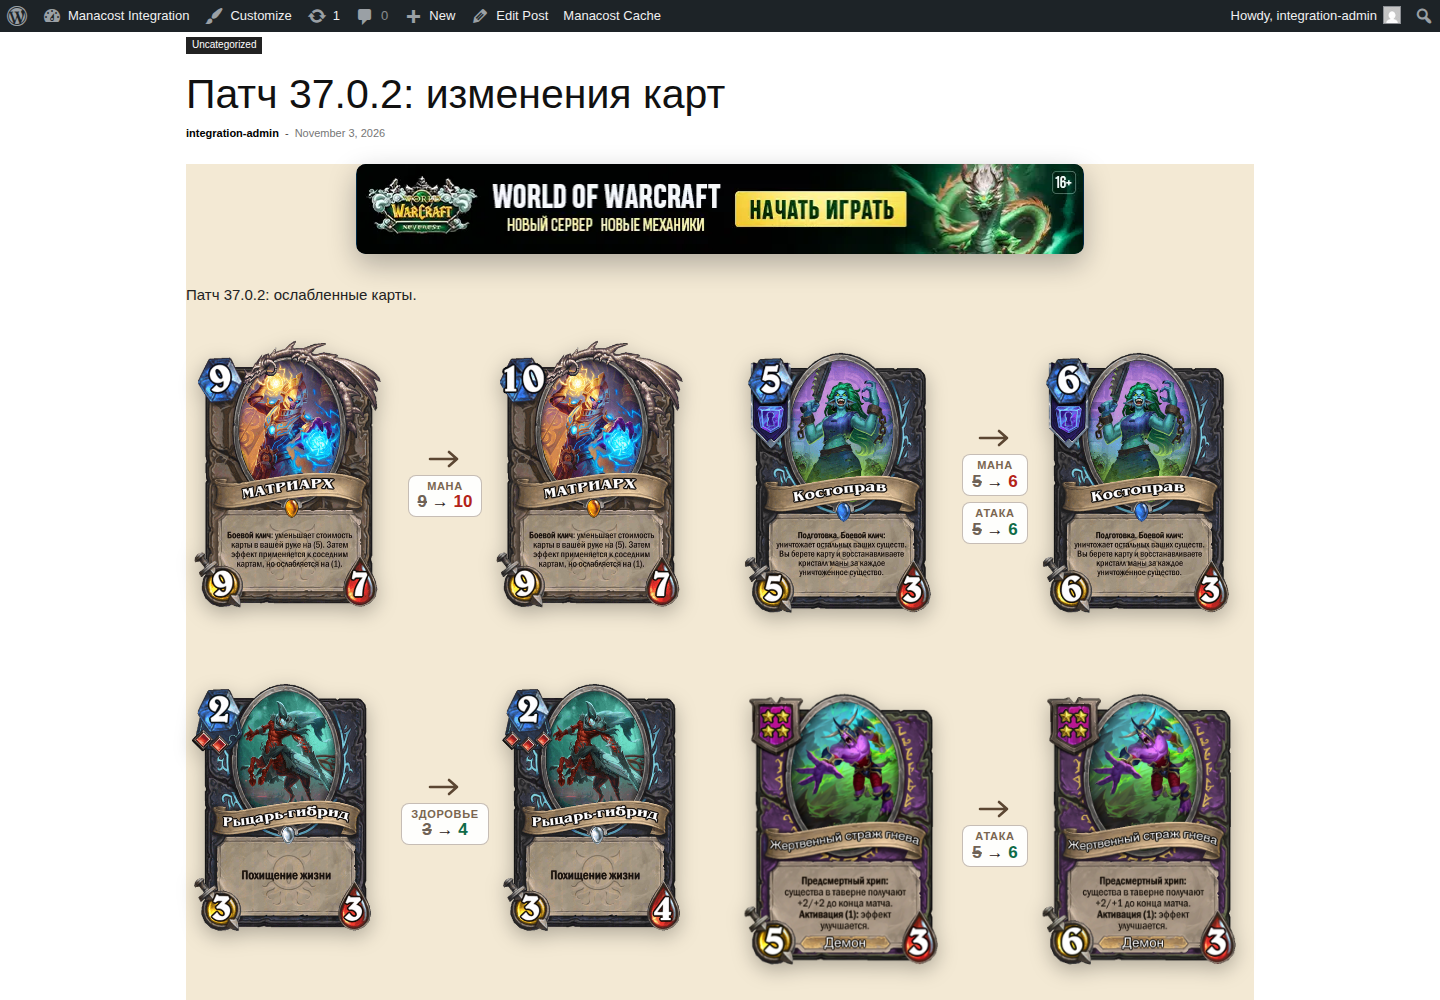 Manacost Integration
Customize
1
0
New
Edit Post
Manacost Cache
Howdy, integration-admin
Uncategorized
Патч 37.0.2: изменения карт
integration-admin - November 3, 2026
WORLD OF WARCRAFT
NEVEREST
WORLD OF WARCRAFT
НОВЫЙ СЕРВЕР НОВЫЕ МЕХАНИКИ
НАЧАТЬ ИГРАТЬ
16+
Патч 37.0.2: ослабленные карты.
9
МАТРИАРХ
Боевой клич: уменьшает стоимость
карты в вашей руке на (5). Затем
эффект применяется к соседним
картам, но ослабляется на (1).
9
7
МАНА
9 → 10
10
МАТРИАРХ
Боевой клич: уменьшает стоимость
карты в вашей руке на (5). Затем
эффект применяется к соседним
картам, но ослабляется на (1).
9
7
5
Костоправ
Подготовка. Боевой клич:
уничтожает остальных ваших существ.
Вы берете карту и восстанавливаете
кристалл маны за каждое
уничтоженное существо.
5
3
МАНА
5 → 6
АТАКА
5 → 6
6
Костоправ
Подготовка. Боевой клич:
уничтожает остальных ваших существ.
Вы берете карту и восстанавливаете
кристалл маны за каждое
уничтоженное существо.
6
3
2
Рыцарь-гибрид
Похищение жизни
3
3
ЗДОРОВЬЕ
3 → 4
2
Рыцарь-гибрид
Похищение жизни
3
4
Жертвенный страж гнева
Предсмертный хрип:
существа в таверне получают
+2/+2 до конца матча.
Активация (1): эффект
улучшается.
Демон
5
3
АТАКА
5 → 6
Жертвенный страж гнева
Предсмертный хрип:
существа в таверне получают
+2/+1 до конца матча.
Активация (1): эффект
улучшается.
Демон
6
3